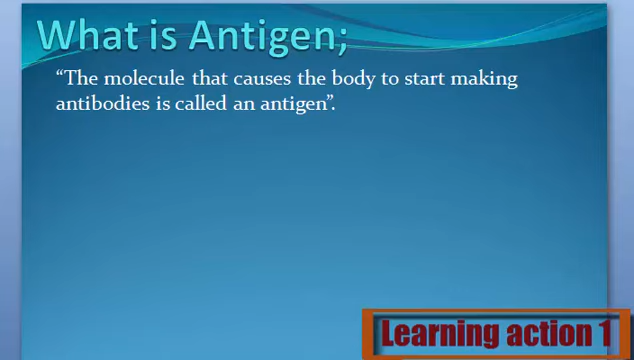 What is Antigen;
“The molecule that causes the body to start making
antibodies is called an antigen”.
Learning action 1